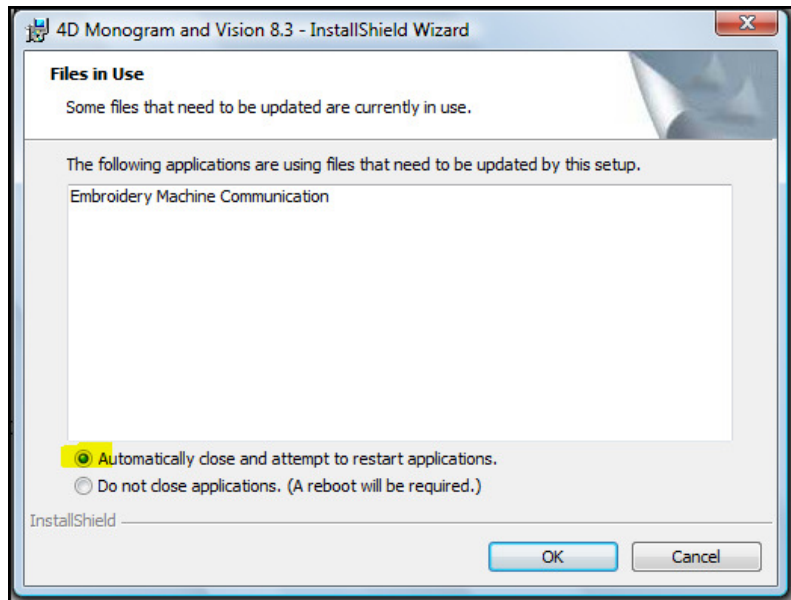 4D Monogram and Vision 8.3 - InstallShield Wizard
Files in Use
Some files that need to be updated are currently in use.
The following applications are using files that need to be updated by this setup.
Embroidery Machine Communication
Automatically close and attempt to restart applications.
Do not close applications. (A reboot will be required.)
InstallShield
OK Cancel